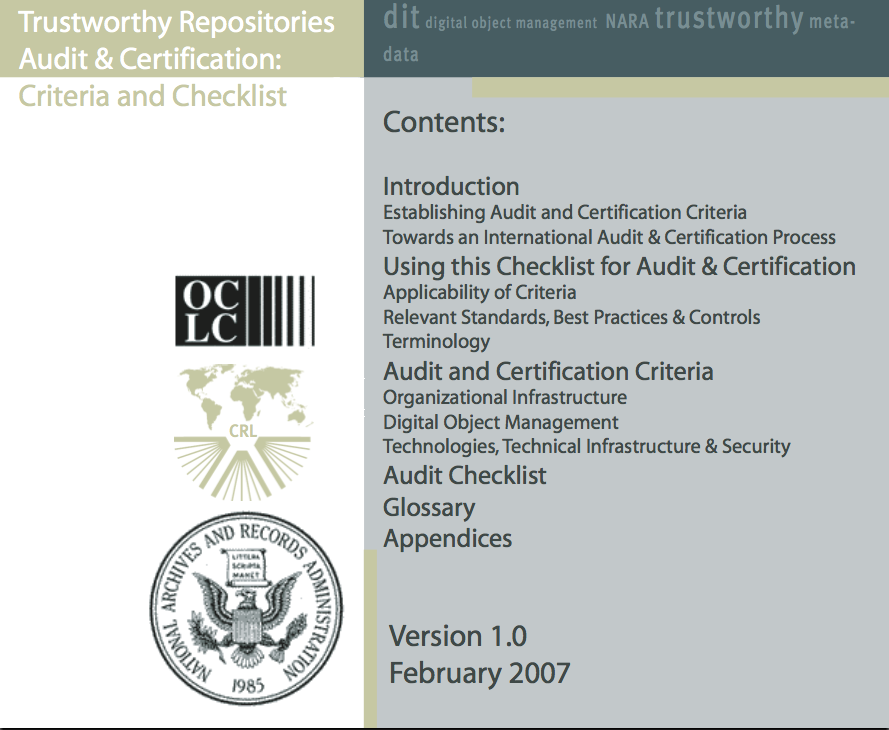 Trustworthy Repositories
Audit & Certification:
Criteria and Checklist
OC
LC
CRL
NATIONAL ARCHIVES AND RECORDS ADMINISTRATION
LITTERA
SCRIPTA
MANET
1985
dit digital object management NARA trustworthy meta-
data
Contents:
Introduction
Establishing Audit and Certification Criteria
Towards an International Audit & Certification Process
Using this Checklist for Audit & Certification
Applicability of Criteria
Relevant Standards, Best Practices & Controls
Terminology
Audit and Certification Criteria
Organizational Infrastructure
Digital Object Management
Technologies, Technical Infrastructure & Security
Audit Checklist
Glossary
Appendices
Version 1.0
February 2007